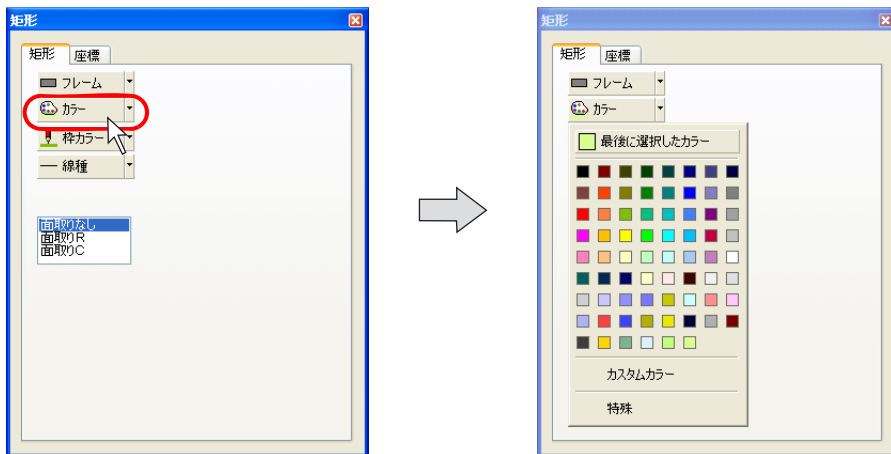 矩形
矩形 座標
フレーム
カラー
枠カラー
線種
面取りなし
面取りR
面取りC
矩形
矩形 座標
フレーム
カラー
最後に選択したカラー
カスタムカラー
特殊